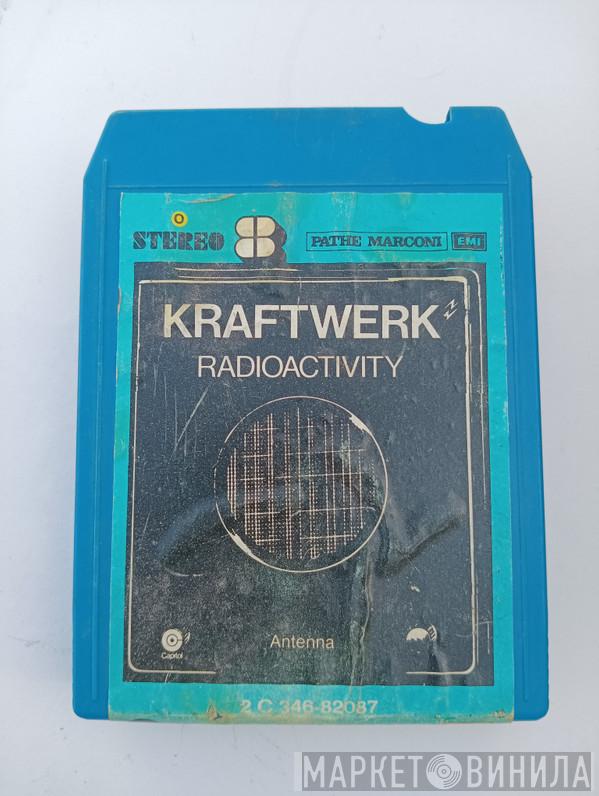 STEREO 8 PATHE MARCONI EMI
KRAFTWERK
RADIOACTIVITY
Capitol
Antenna
2 C 346-82087
МАРКЕТ ВИНИЛА